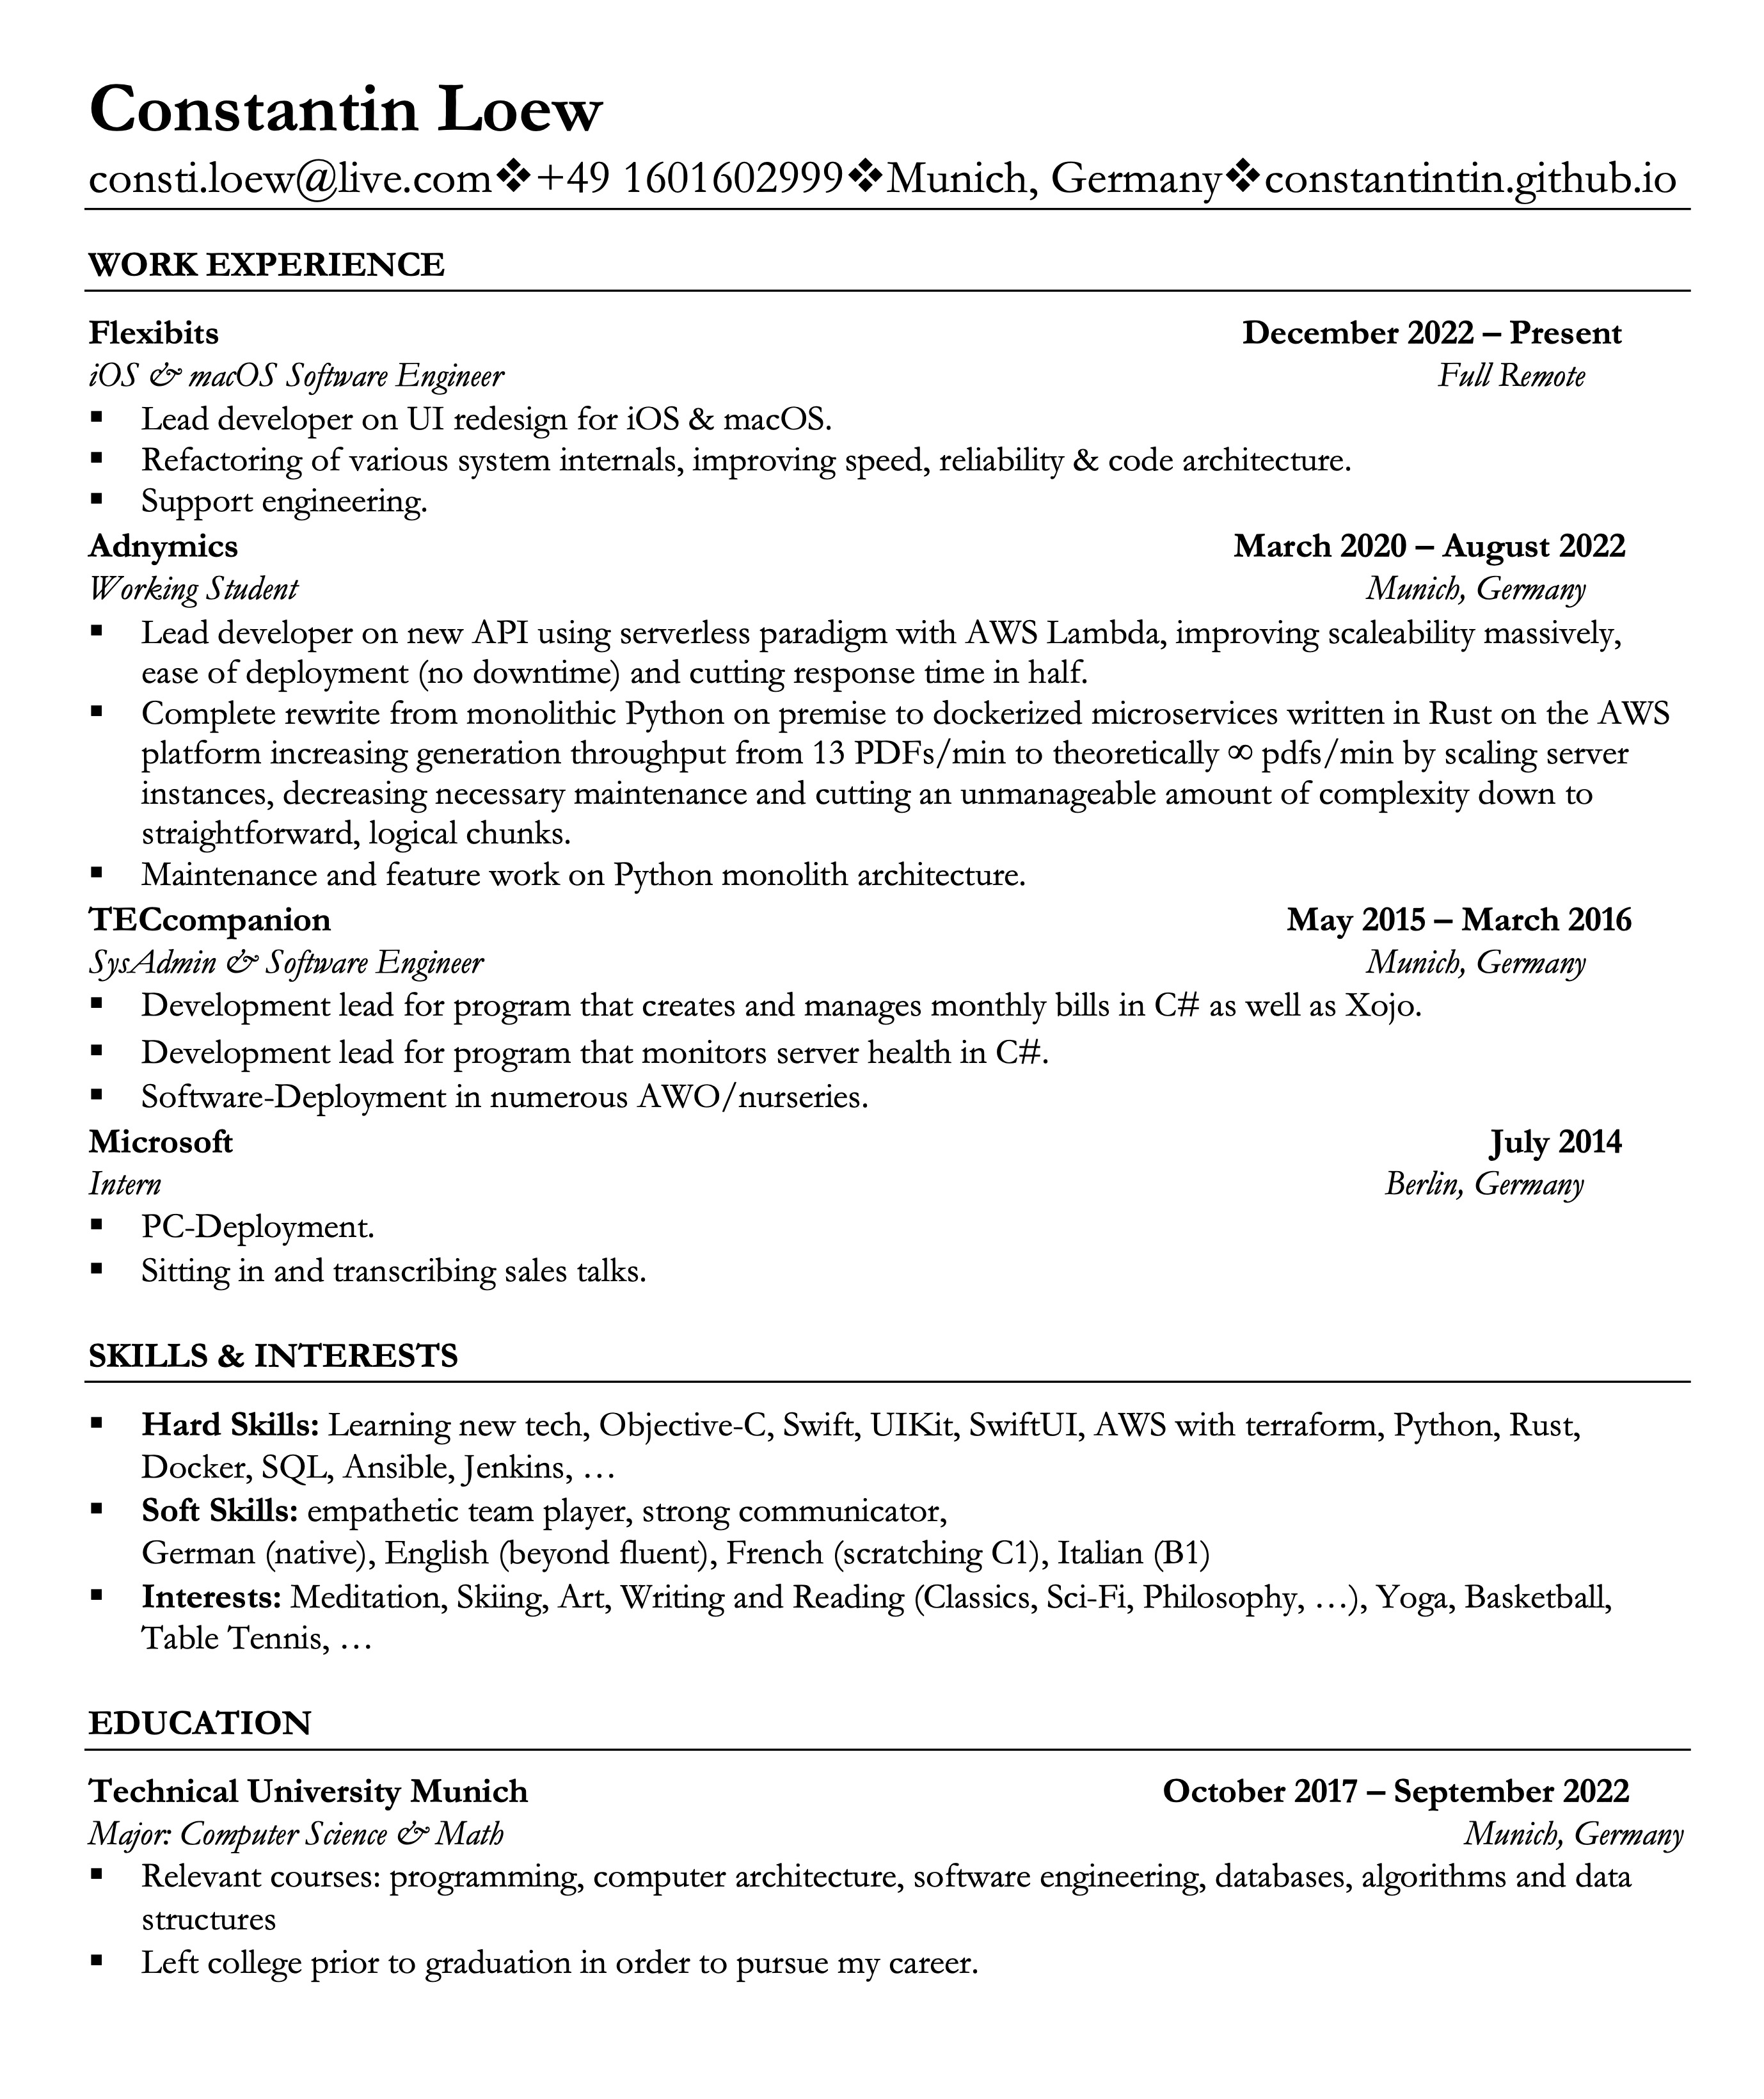 Constantin Loew
consti.loew@live.com❖+49 1601602999❖Munich, Germany❖constantintin.github.io
WORK EXPERIENCE
Flexibits December 2022 – Present
iOS & macOS Software Engineer Full Remote
▪ Lead developer on UI redesign for iOS & macOS.
▪ Refactoring of various system internals, improving speed, reliability & code architecture.
▪ Support engineering.
Adnymics March 2020 – August 2022
Working Student Munich, Germany
▪ Lead developer on new API using serverless paradigm with AWS Lambda, improving scaleability massively,
ease of deployment (no downtime) and cutting response time in half.
▪ Complete rewrite from monolithic Python on premise to dockerized microservices written in Rust on the AWS
platform increasing generation throughput from 13 PDFs/min to theoretically ∞ pdfs/min by scaling server
instances, decreasing necessary maintenance and cutting an unmanageable amount of complexity down to
straightforward, logical chunks.
▪ Maintenance and feature work on Python monolith architecture.
TECcompanion May 2015 – March 2016
SysAdmin & Software Engineer Munich, Germany
▪ Development lead for program that creates and manages monthly bills in C# as well as Xojo.
▪ Development lead for program that monitors server health in C#.
▪ Software-Deployment in numerous AWO/nurseries.
Microsoft July 2014
Intern Berlin, Germany
▪ PC-Deployment.
▪ Sitting in and transcribing sales talks.
SKILLS & INTERESTS
▪ Hard Skills: Learning new tech, Objective-C, Swift, UIKit, SwiftUI, AWS with terraform, Python, Rust,
Docker, SQL, Ansible, Jenkins, …
▪ Soft Skills: empathetic team player, strong communicator,
German (native), English (beyond fluent), French (scratching C1), Italian (B1)
▪ Interests: Meditation, Skiing, Art, Writing and Reading (Classics, Sci-Fi, Philosophy, …), Yoga, Basketball,
Table Tennis, …
EDUCATION
Technical University Munich October 2017 – September 2022
Major: Computer Science & Math Munich, Germany
▪ Relevant courses: programming, computer architecture, software engineering, databases, algorithms and data
structures
▪ Left college prior to graduation in order to pursue my career.